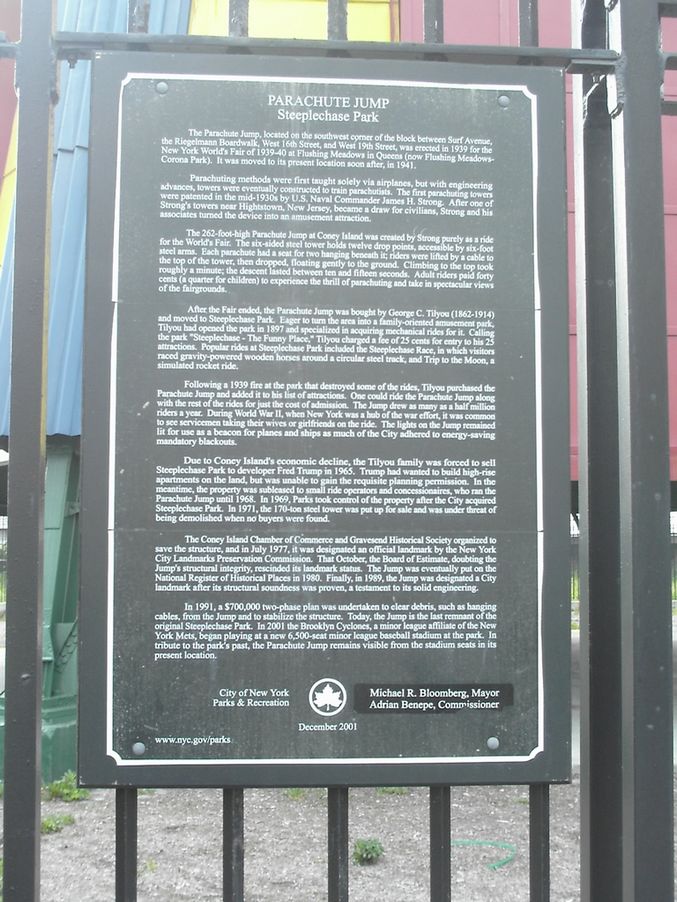 PARACHUTE JUMP
Steeplechase Park
The Parachute Jump, located on the southwest corner of the block between Surf Avenue,
the Riegelmann Boardwalk, West 16th Street, and West 19th Street, was erected in 1939 for the
New York World's Fair of 1939-40 at Flushing Meadows in Queens (now Flushing Meadows-
Corona Park). It was moved to its present location soon after, in 1941.
Parachuting methods were first taught solely via airplanes, but with engineering
advances, towers were eventually constructed to train parachutists. The first parachuting towers
were patented in the mid-1930s by U.S. Naval Commander James H. Strong. After one of
Strong's towers near Hightstown, New Jersey, became a draw for civilians, Strong and his
associates turned the device into an amusement attraction.
The 262-foot-high Parachute Jump at Coney Island was created by Strong purely as a ride
for the World's Fair. The six-sided steel tower holds twelve drop points, accessible by six-foot
steel arms. Each parachute had a seat for two hanging beneath it; riders were lifted by a cable to
the top of the tower, then dropped, floating gently to the ground. Climbing to the top took
roughly a minute; the descent lasted between ten and fifteen seconds. Adult riders paid forty
cents (a quarter for children) to experience the thrill of parachuting and take in spectacular views
of the fairgrounds.
After the Fair ended, the Parachute Jump was bought by George C. Tilyou (1862-1914)
and moved to Steeplechase Park. Eager to turn the area into a family-oriented amusement park,
Tilyou had opened the park in 1897 and specialized in acquiring mechanical rides for it. Calling
the park "Steeplechase - The Funny Place," Tilyou charged a fee of 25 cents for entry to his 25
attractions. Popular rides at Steeplechase Park included the Steeplechase Race, in which visitors
raced gravity-powered wooden horses around a circular steel track, and Trip to the Moon, a
simulated rocket ride.
Following a 1939 fire at the park that destroyed some of the rides, Tilyou purchased the
Parachute Jump and added it to his list of attractions. One could ride the Parachute Jump along
with the rest of the rides for just the cost of admission. The Jump drew as many as a half million
riders a year. During World War II, when New York was a hub of the war effort, it was common
to see servicemen taking their wives or girlfriends on the ride. The lights on the Jump remained
lit for use as a beacon for planes and ships as much of the City adhered to energy-saving
mandatory blackouts.
Due to Coney Island's economic decline, the Tilyou family was forced to sell
Steeplechase Park to developer Fred Trump in 1965. Trump had wanted to build high-rise
apartments on the land, but was unable to gain the requisite planning permission. In the
meantime, the property was subleased to small ride operators and concessionaires, who ran the
Parachute Jump until 1968. In 1969, Parks took control of the property after the City acquired
Steeplechase Park. In 1971, the 170-ton steel tower was put up for sale and was under threat of
being demolished when no buyers were found.
The Coney Island Chamber of Commerce and Gravesend Historical Society organized to
save the structure, and in July 1977, it was designated an official landmark by the New York
City Landmarks Preservation Commission. That October, the Board of Estimate, doubting the
Jump's structural integrity, rescinded its landmark status. The Jump was eventually put on the
National Register of Historical Places in 1980. Finally, in 1989, the Jump was designated a City
landmark after its structural soundness was proven, a testament to its solid engineering.
In 1991, a $700,000 two-phase plan was undertaken to clear debris, such as hanging
cables, from the Jump and to stabilize the structure. Today, the Jump is the last remnant of the
original Steeplechase Park. In 2001 the Brooklyn Cyclones, a minor league affiliate of the New
York Mets, began playing at a new 6,500-seat minor league baseball stadium at the park. In
tribute to the park's past, the Parachute Jump remains visible from the stadium seats in its
present location.
City of New York
Parks & Recreation
Michael R. Bloomberg, Mayor
Adrian Benepe, Commissioner
December 2001
www.nyc.gov/parks